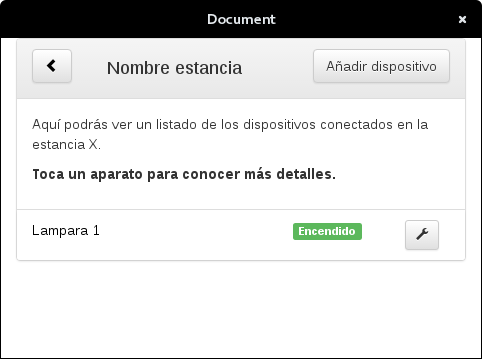 Document
Nombre estancia
Añadir dispositivo
Aquí podrás ver un listado de los dispositivos conectados en la
estancia X.
Toca un aparato para conocer más detalles.
Lampara 1
Encendido